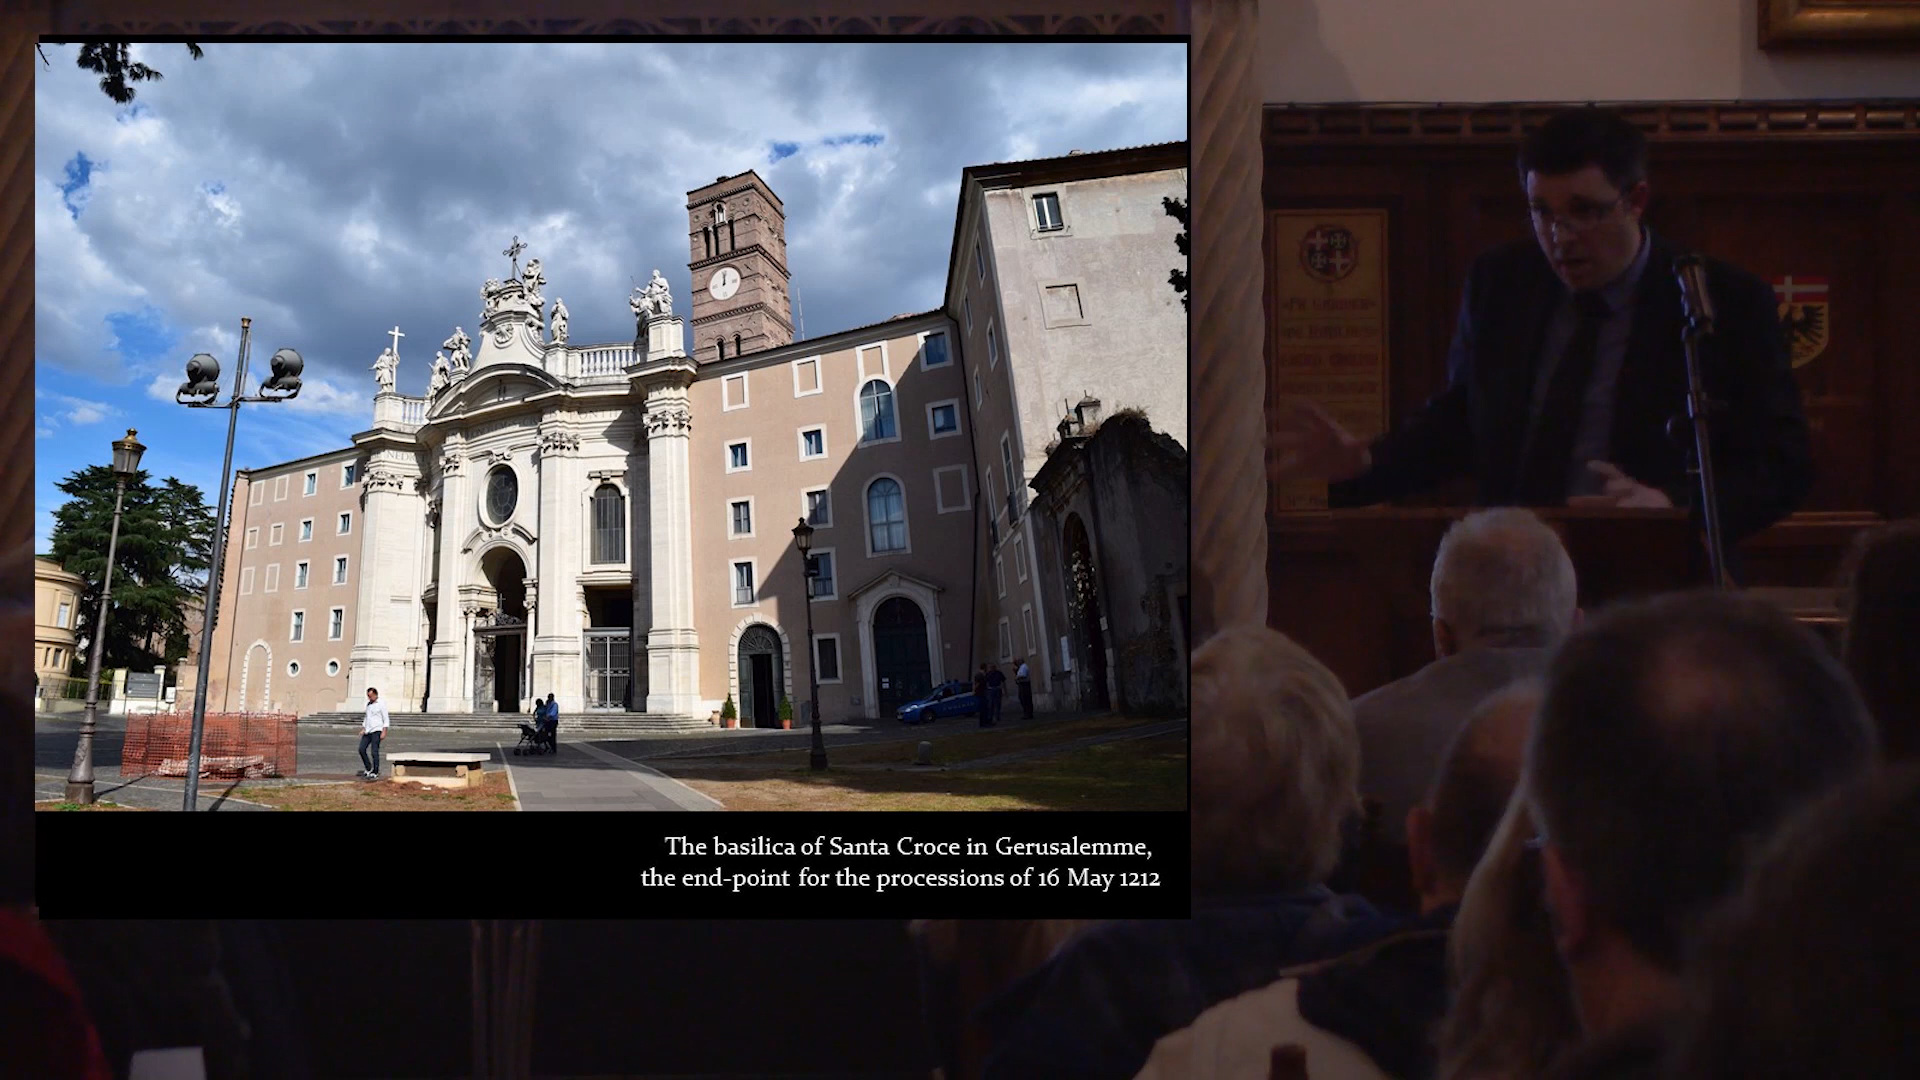 The basilica of Santa Croce in Gerusalemme,
the end-point for the processions of 16 May 1212